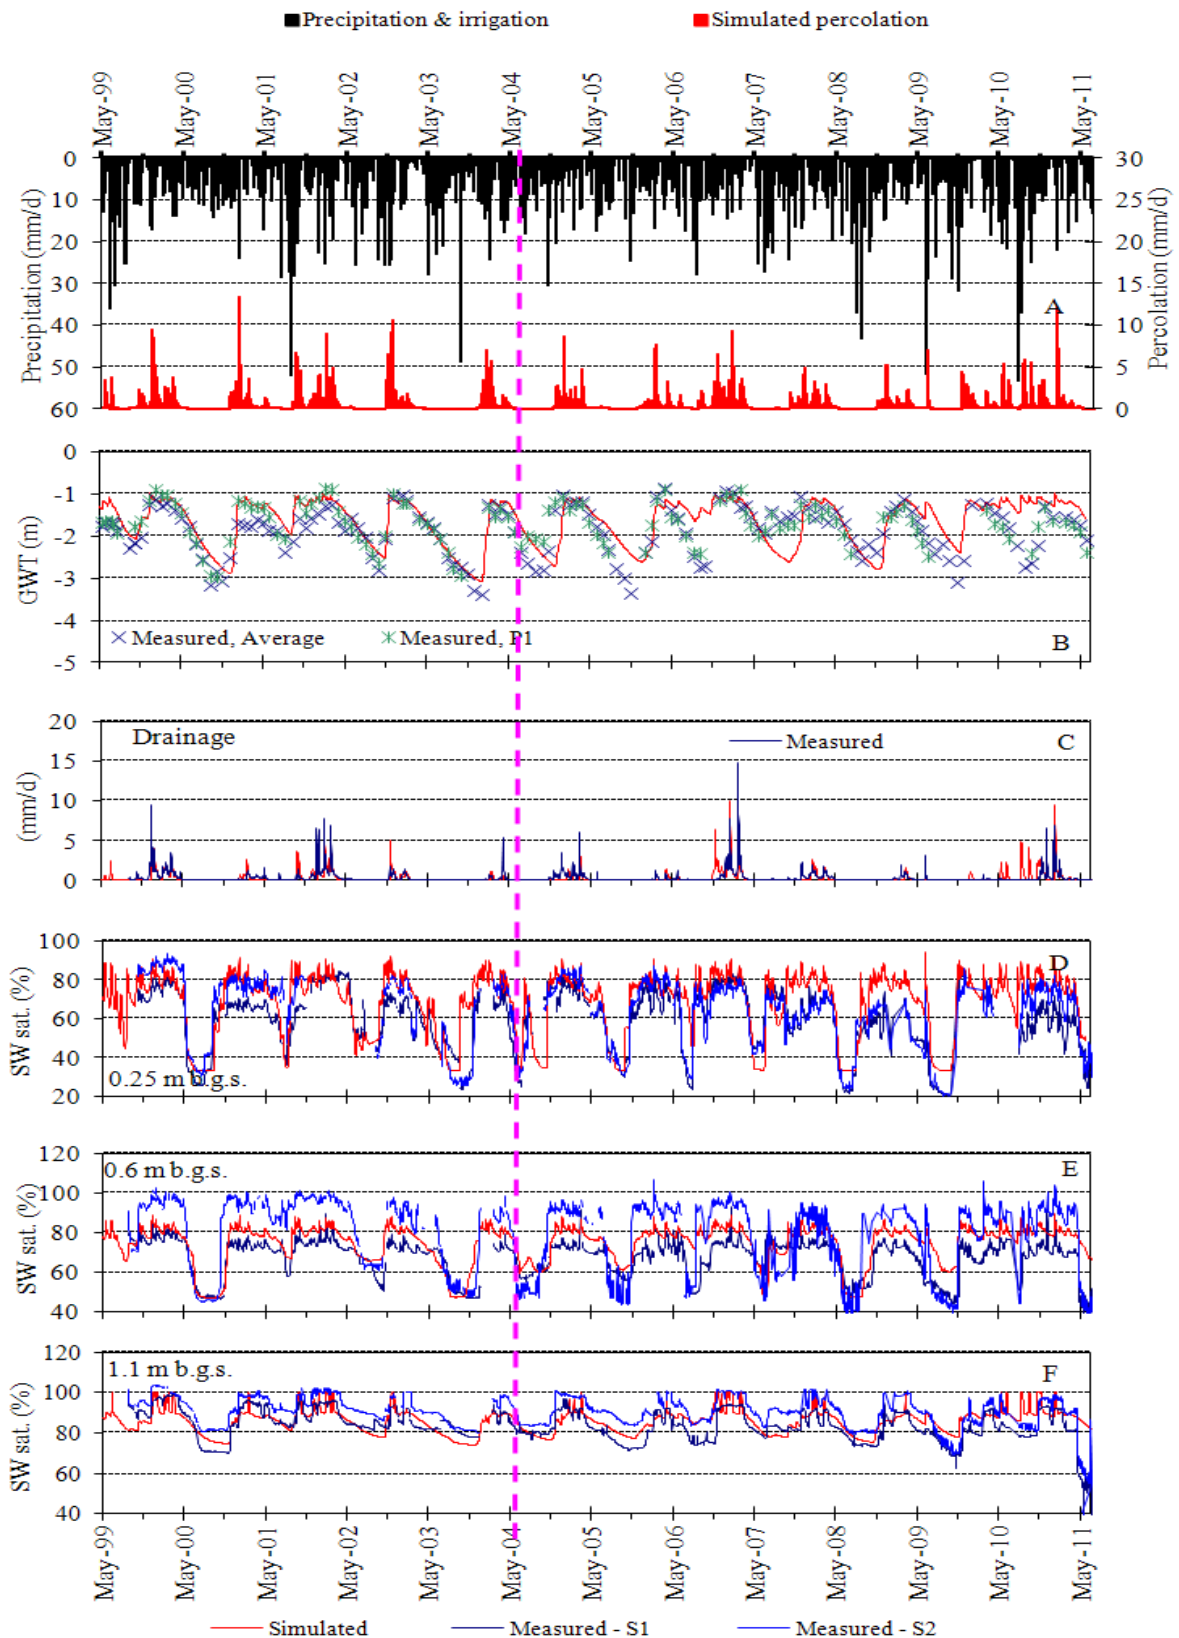 Precipitation & irrigation Simulated percolation
May-99 May-00 May-01 May-02 May-03 May-04 May-05 May-06 May-07 May-08 May-09 May-10 May-11
Precipitation (mm/d)
0
10
20
30
40
50
60
Percolation (mm/d)
30
25
20
15
10
5
0
A
GWT (m)
0
-1
-2
-3
-4
-5
Measured, Average Measured, P1
B
(mm/d)
20
15
10
5
0
Drainage
Measured
C
SW sat. (%)
100
80
60
40
20
D
0.25 m b.g.s.
SW sat. (%)
120
100
80
60
40
0.6 m b.g.s.
E
SW sat. (%)
120
100
80
60
40
1.1 m b.g.s.
F
May-99 May-00 May-01 May-02 May-03 May-04 May-05 May-06 May-07 May-08 May-09 May-10 May-11
Simulated Measured - S1 Measured - S2